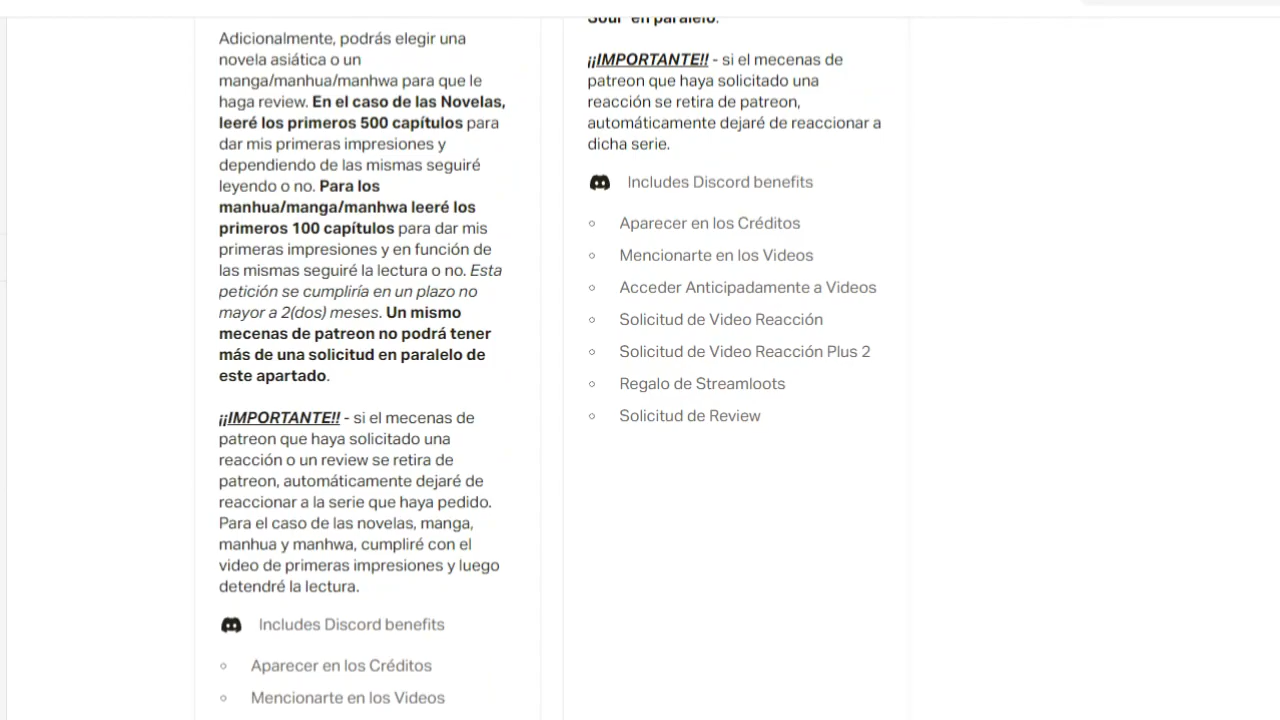 Adicionalmente, podrás elegir una
novela asiática o un
manga/manhua/manhwa para que le
haga review. En el caso de las Novelas,
leeré los primeros 500 capítulos para
dar mis primeras impresiones y
dependiendo de las mismas seguiré
leyendo o no. Para los
manhua/manga/manhwa leeré los
primeros 100 capítulos para dar mis
primeras impresiones y en función de
las mismas seguiré la lectura o no. Esta
petición se cumpliría en un plazo no
mayor a 2(dos) meses. Un mismo
mecenas de patreon no podrá tener
más de una solicitud en paralelo de
este apartado.
¡¡IMPORTANTE!! - si el mecenas de
patreon que haya solicitado una
reacción o un review se retira de
patreon, automáticamente dejaré de
reaccionar a la serie que haya pedido.
Para el caso de las novelas, manga,
manhua y manhwa, cumpliré con el
video de primeras impresiones y luego
detendré la lectura.
Includes Discord benefits
Aparecer en los Créditos
Mencionarte en los Videos
Soul" en paralelo.
¡¡IMPORTANTE!! - si el mecenas de
patreon que haya solicitado una
reacción se retira de patreon,
automáticamente dejaré de reaccionar a
dicha serie.
Includes Discord benefits
Aparecer en los Créditos
Mencionarte en los Videos
Acceder Anticipadamente a Videos
Solicitud de Video Reacción
Solicitud de Video Reacción Plus 2
Regalo de Streamloots
Solicitud de Review